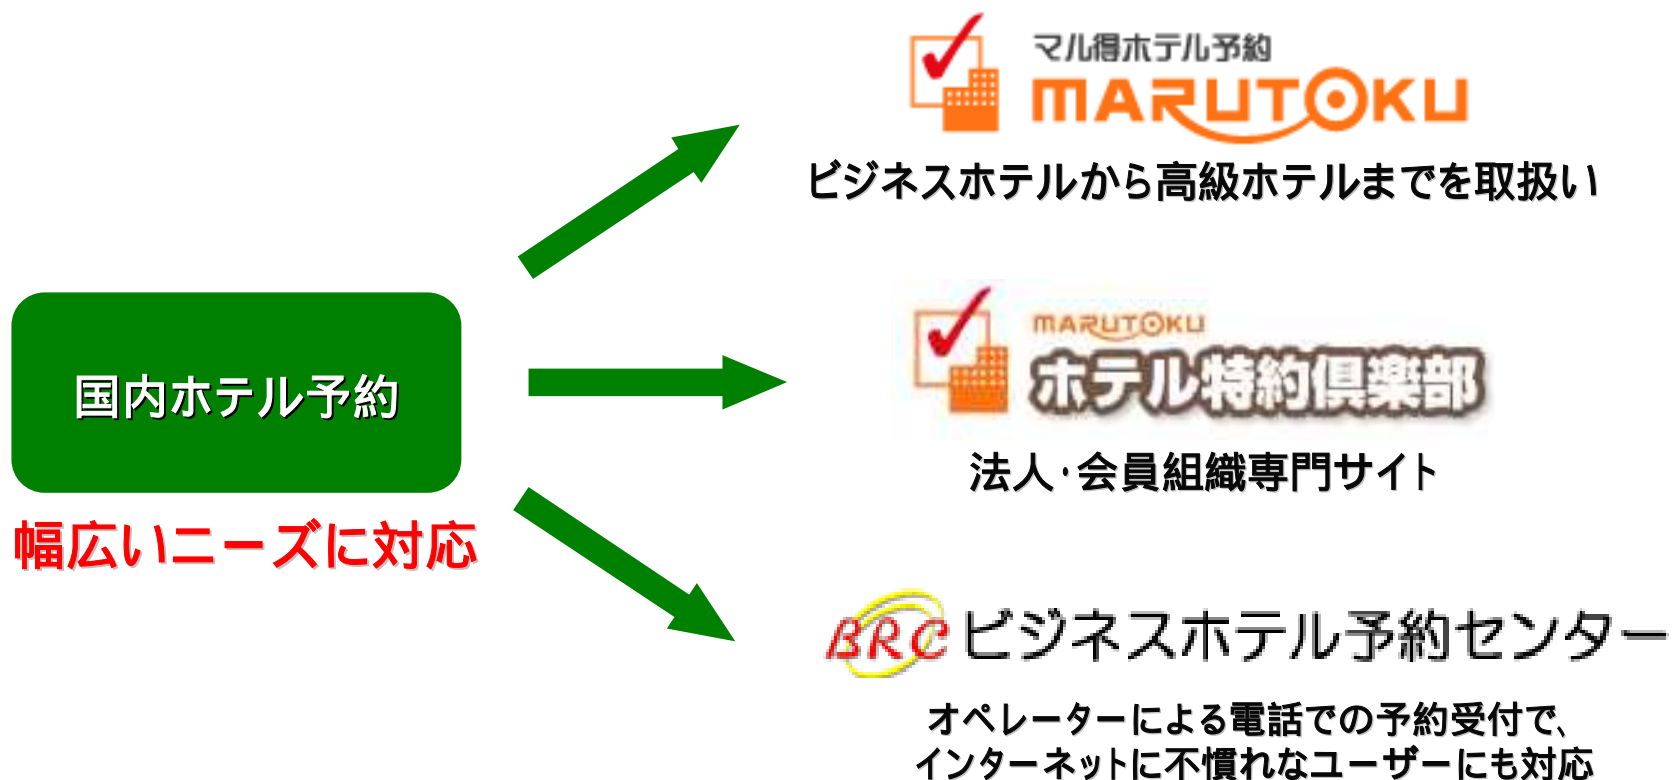 マル得ホテル予約
MARUTOKU
ビジネスホテルから高級ホテルまでを取扱い
国内ホテル予約
幅広いニーズに対応
MARUTOKU
ホテル特約倶楽部
法人・会員組織専門サイト
BRC ビジネスホテル予約センター
オペレーターによる電話での予約受付で、
インターネットに不慣れなユーザーにも対応